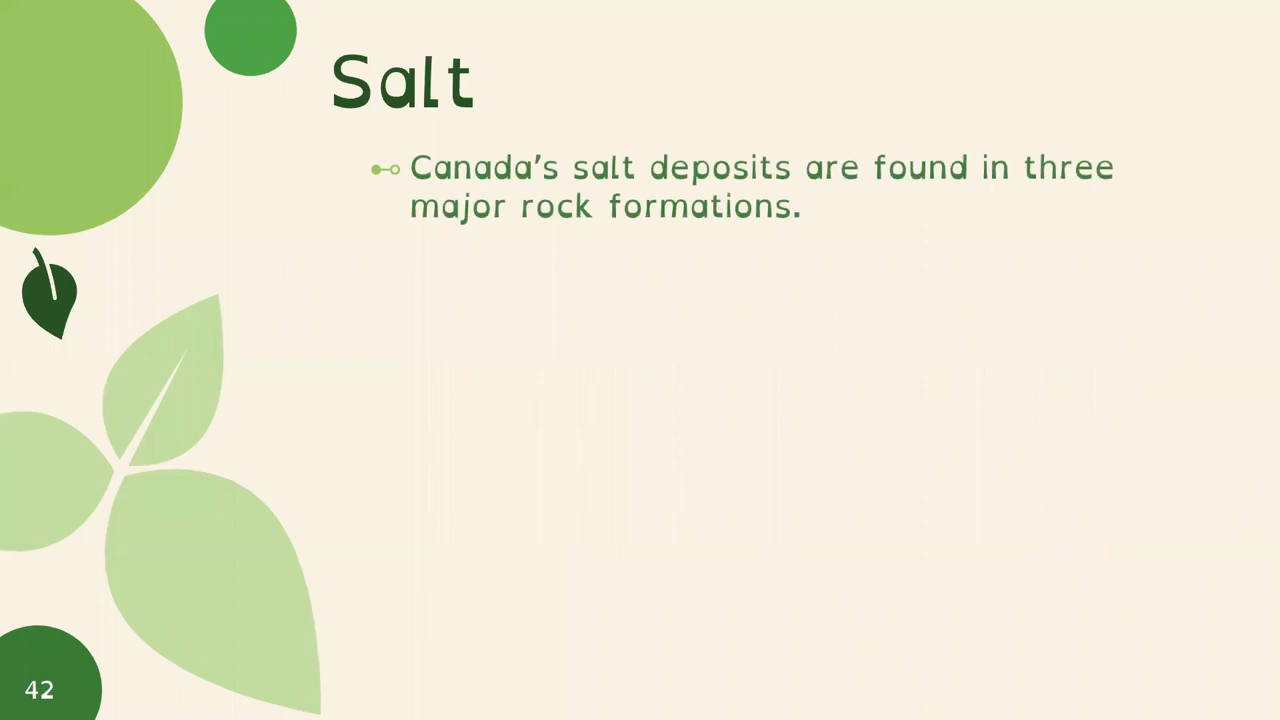 Salt
Canada's salt deposits are found in three
major rock formations.
42